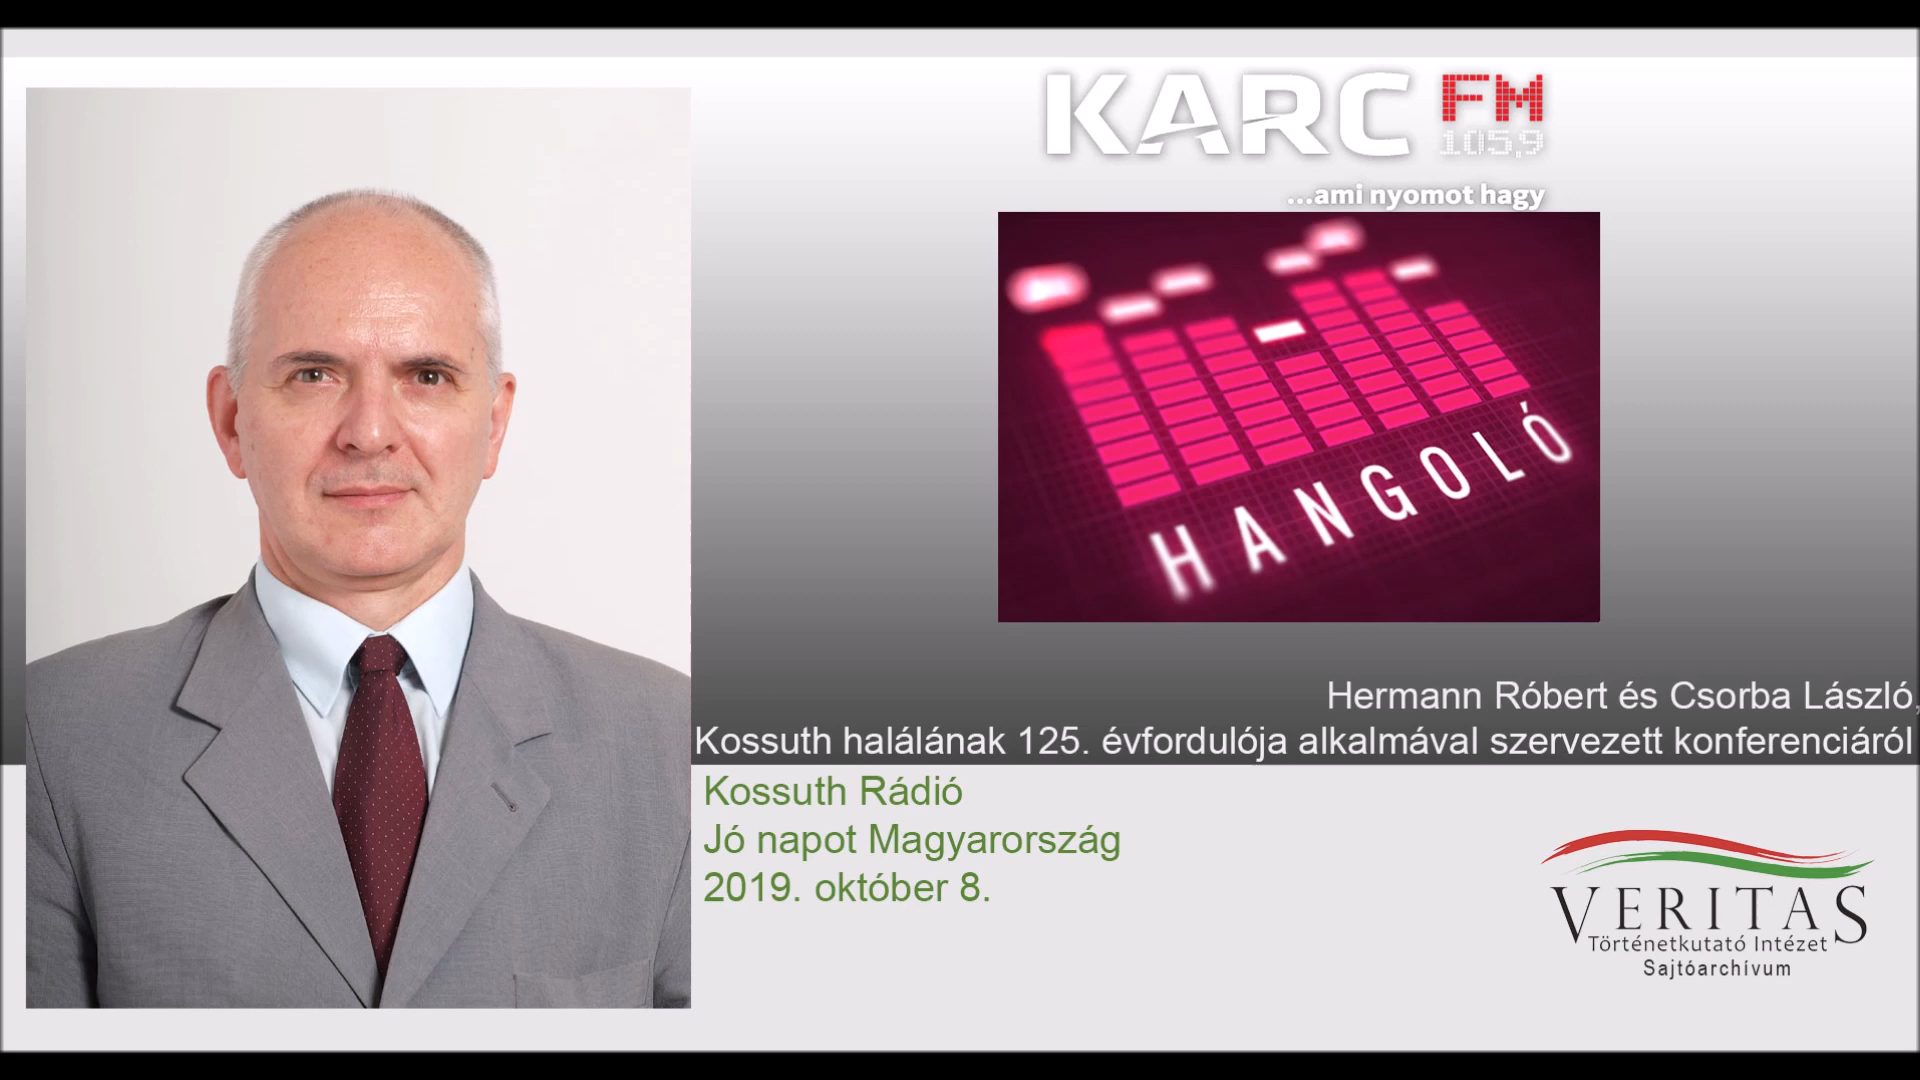 KARC FM
105,9
...ami nyomot hagy
HANGOLÓ
Hermann Róbert és Csorba László,
Kossuth halálának 125. évfordulója alkalmával szervezett konferenciáról
Kossuth Rádió
Jó napot Magyarország
2019. október 8.
VERITAS
Történetkutató Intézet
Sajtóarchívum